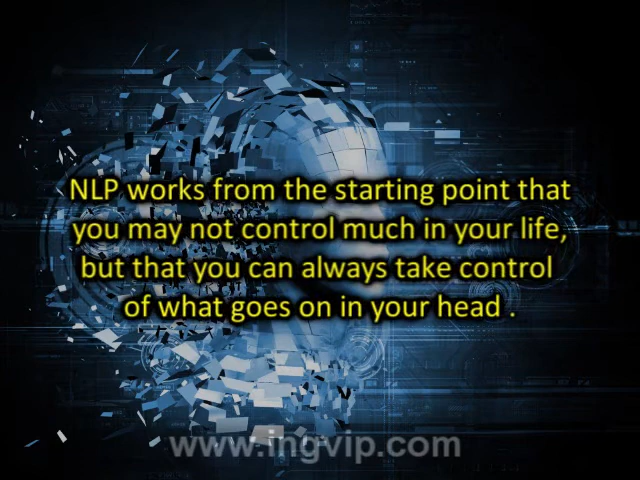 NLP works from the starting point that
you may not control much in your life,
but that you can always take control
of what goes on in your head .
www.ingvip.com